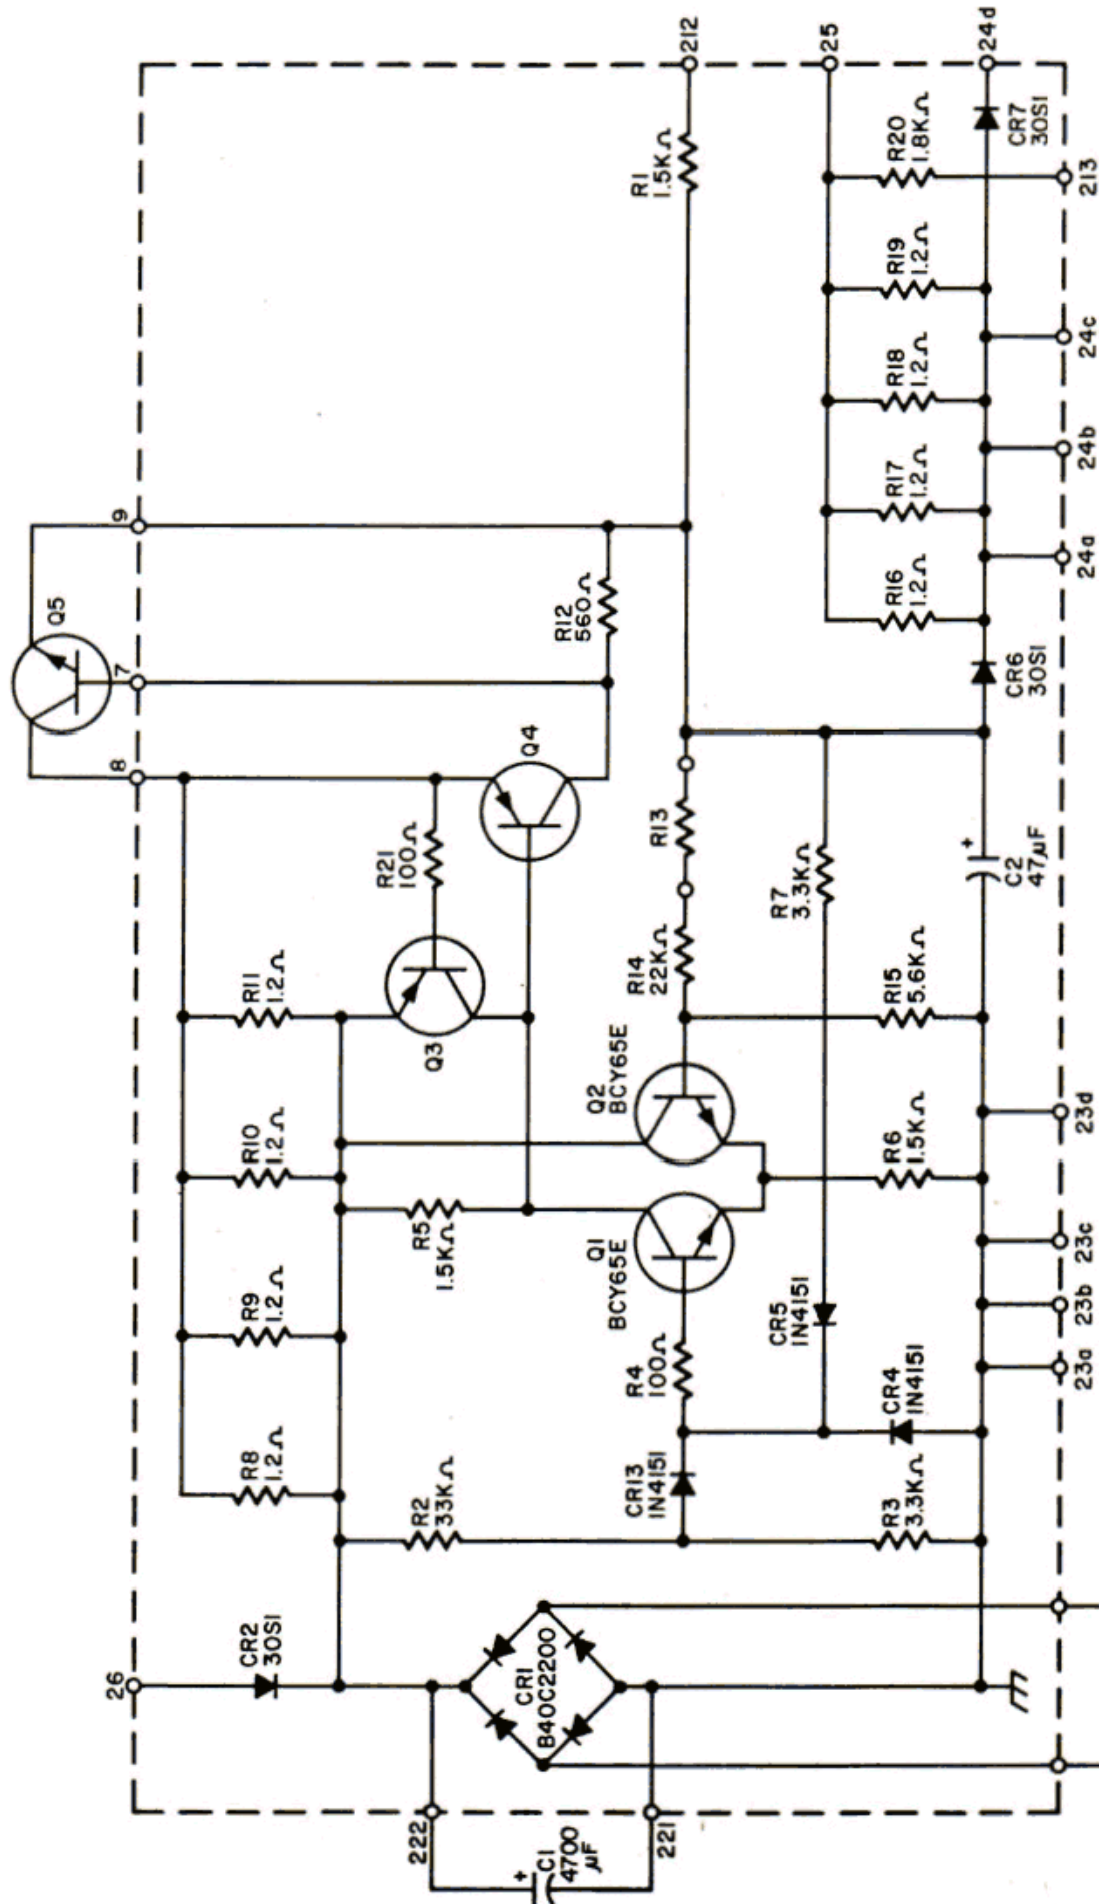 212
25
24d
R1
1.5KΩ
R20
1.8KΩ
CR7
30S1
213
R19
1.2Ω
24c
R18
1.2Ω
24b
R17
1.2Ω
24a
R16
1.2Ω
CR6
30S1
9
Q5
7
8
R12
560Ω
Q4
R21
100Ω
R13
R7
3.3KΩ
+
C2
47µF
R14
22KΩ
R15
5.6KΩ
R11
1.2Ω
Q3
Q2
BCY65E
23d
R10
1.2Ω
R6
1.5KΩ
R5
1.5KΩ
Q1
BCY65E
23c
23b
23a
R9
1.2Ω
CR5
1N4151
R4
100Ω
CR4
1N4151
R8
1.2Ω
R2
33KΩ
CR13
1N4151
R3
3.3KΩ
26
CR2
30S1
CR1
B40C2200
222
221
+
C1
4700
µF